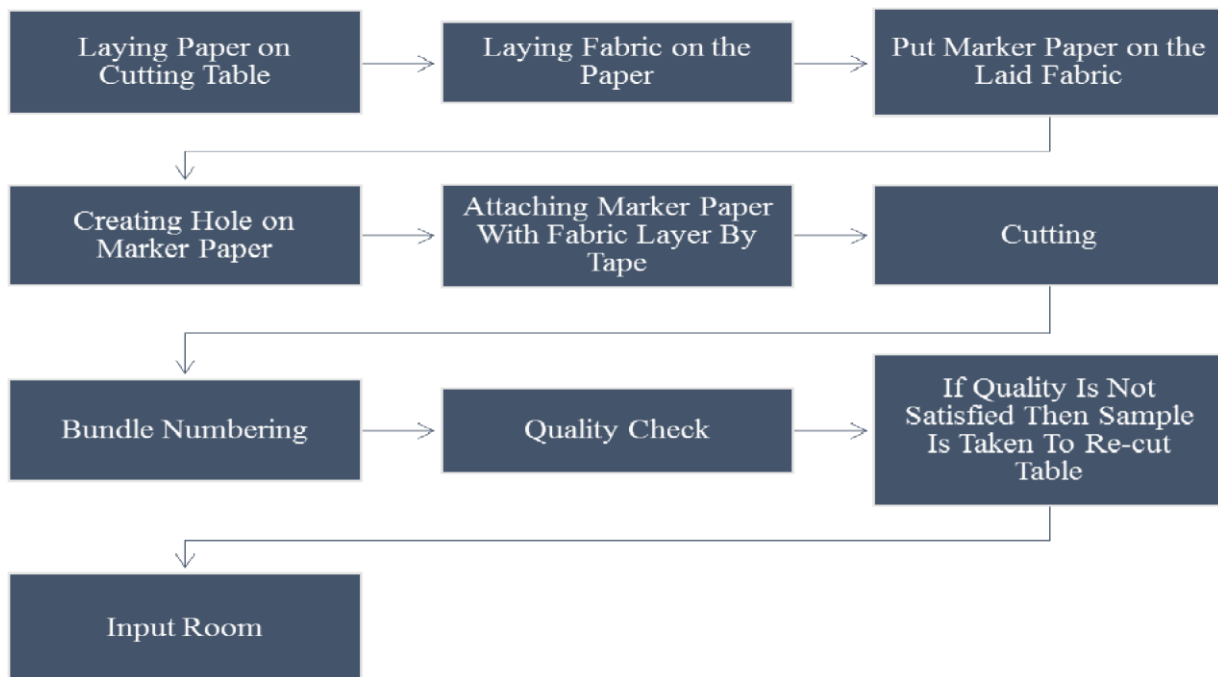 Laying Paper on
Cutting Table
Laying Fabric on the
Paper
Put Marker Paper on the
Laid Fabric
Creating Hole on
Marker Paper
Attaching Marker Paper
With Fabric Layer By
Tape
Cutting
Bundle Numbering
Quality Check
If Quality Is Not
Satisfied Then Sample
Is Taken To Re-cut
Table
Input Room